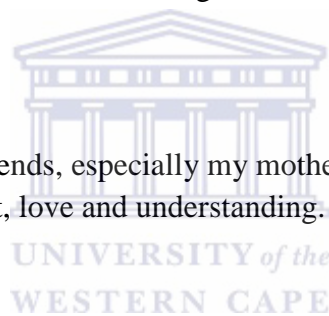 ends, especially my mothe
, love and understanding.
UNIVERSITY of the
WESTERN CAPE